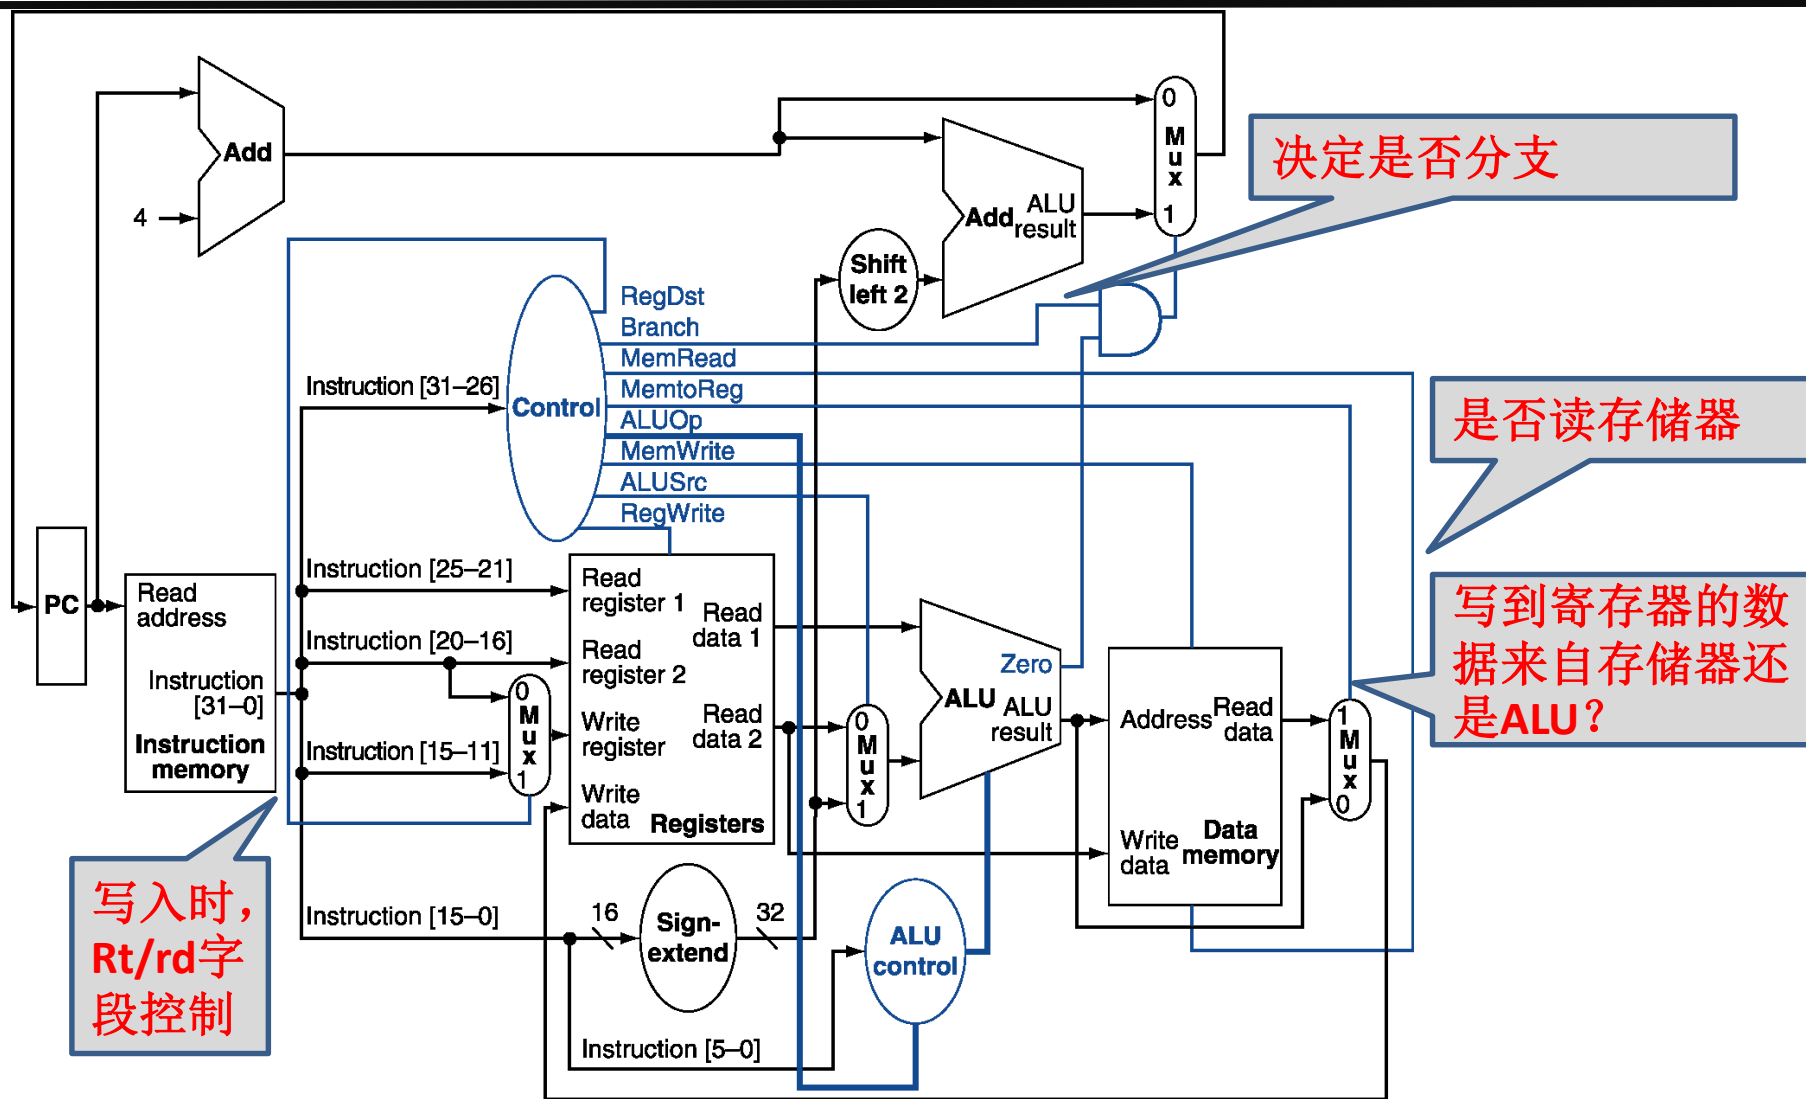 0
M
u
x
1
Add
4
Add
ALU
result
决定是否分支
Shift
left 2
RegDst
Branch
MemRead
MemtoReg
ALUOp
MemWrite
ALUSrc
RegWrite
Instruction [31–26]
Control
是否读存储器
Instruction [25–21]
Instruction [20–16]
Instruction [15–11]
PC
Read
address
Instruction
[31–0]
Instruction
memory
0
M
u
x
1
Read
register 1
Read
register 2
Write
register
Write
data
Read
data 1
Read
data 2
Registers
0
M
u
x
1
Zero
ALU
ALU
result
Address
Read
data
Write
data
Data
memory
1
M
u
x
0
写到寄存器的数
据来自存储器还
是ALU？
写入时，
Rt/rd字
段控制
Instruction [15–0]
16
Sign-
extend
32
ALU
control
Instruction [5–0]